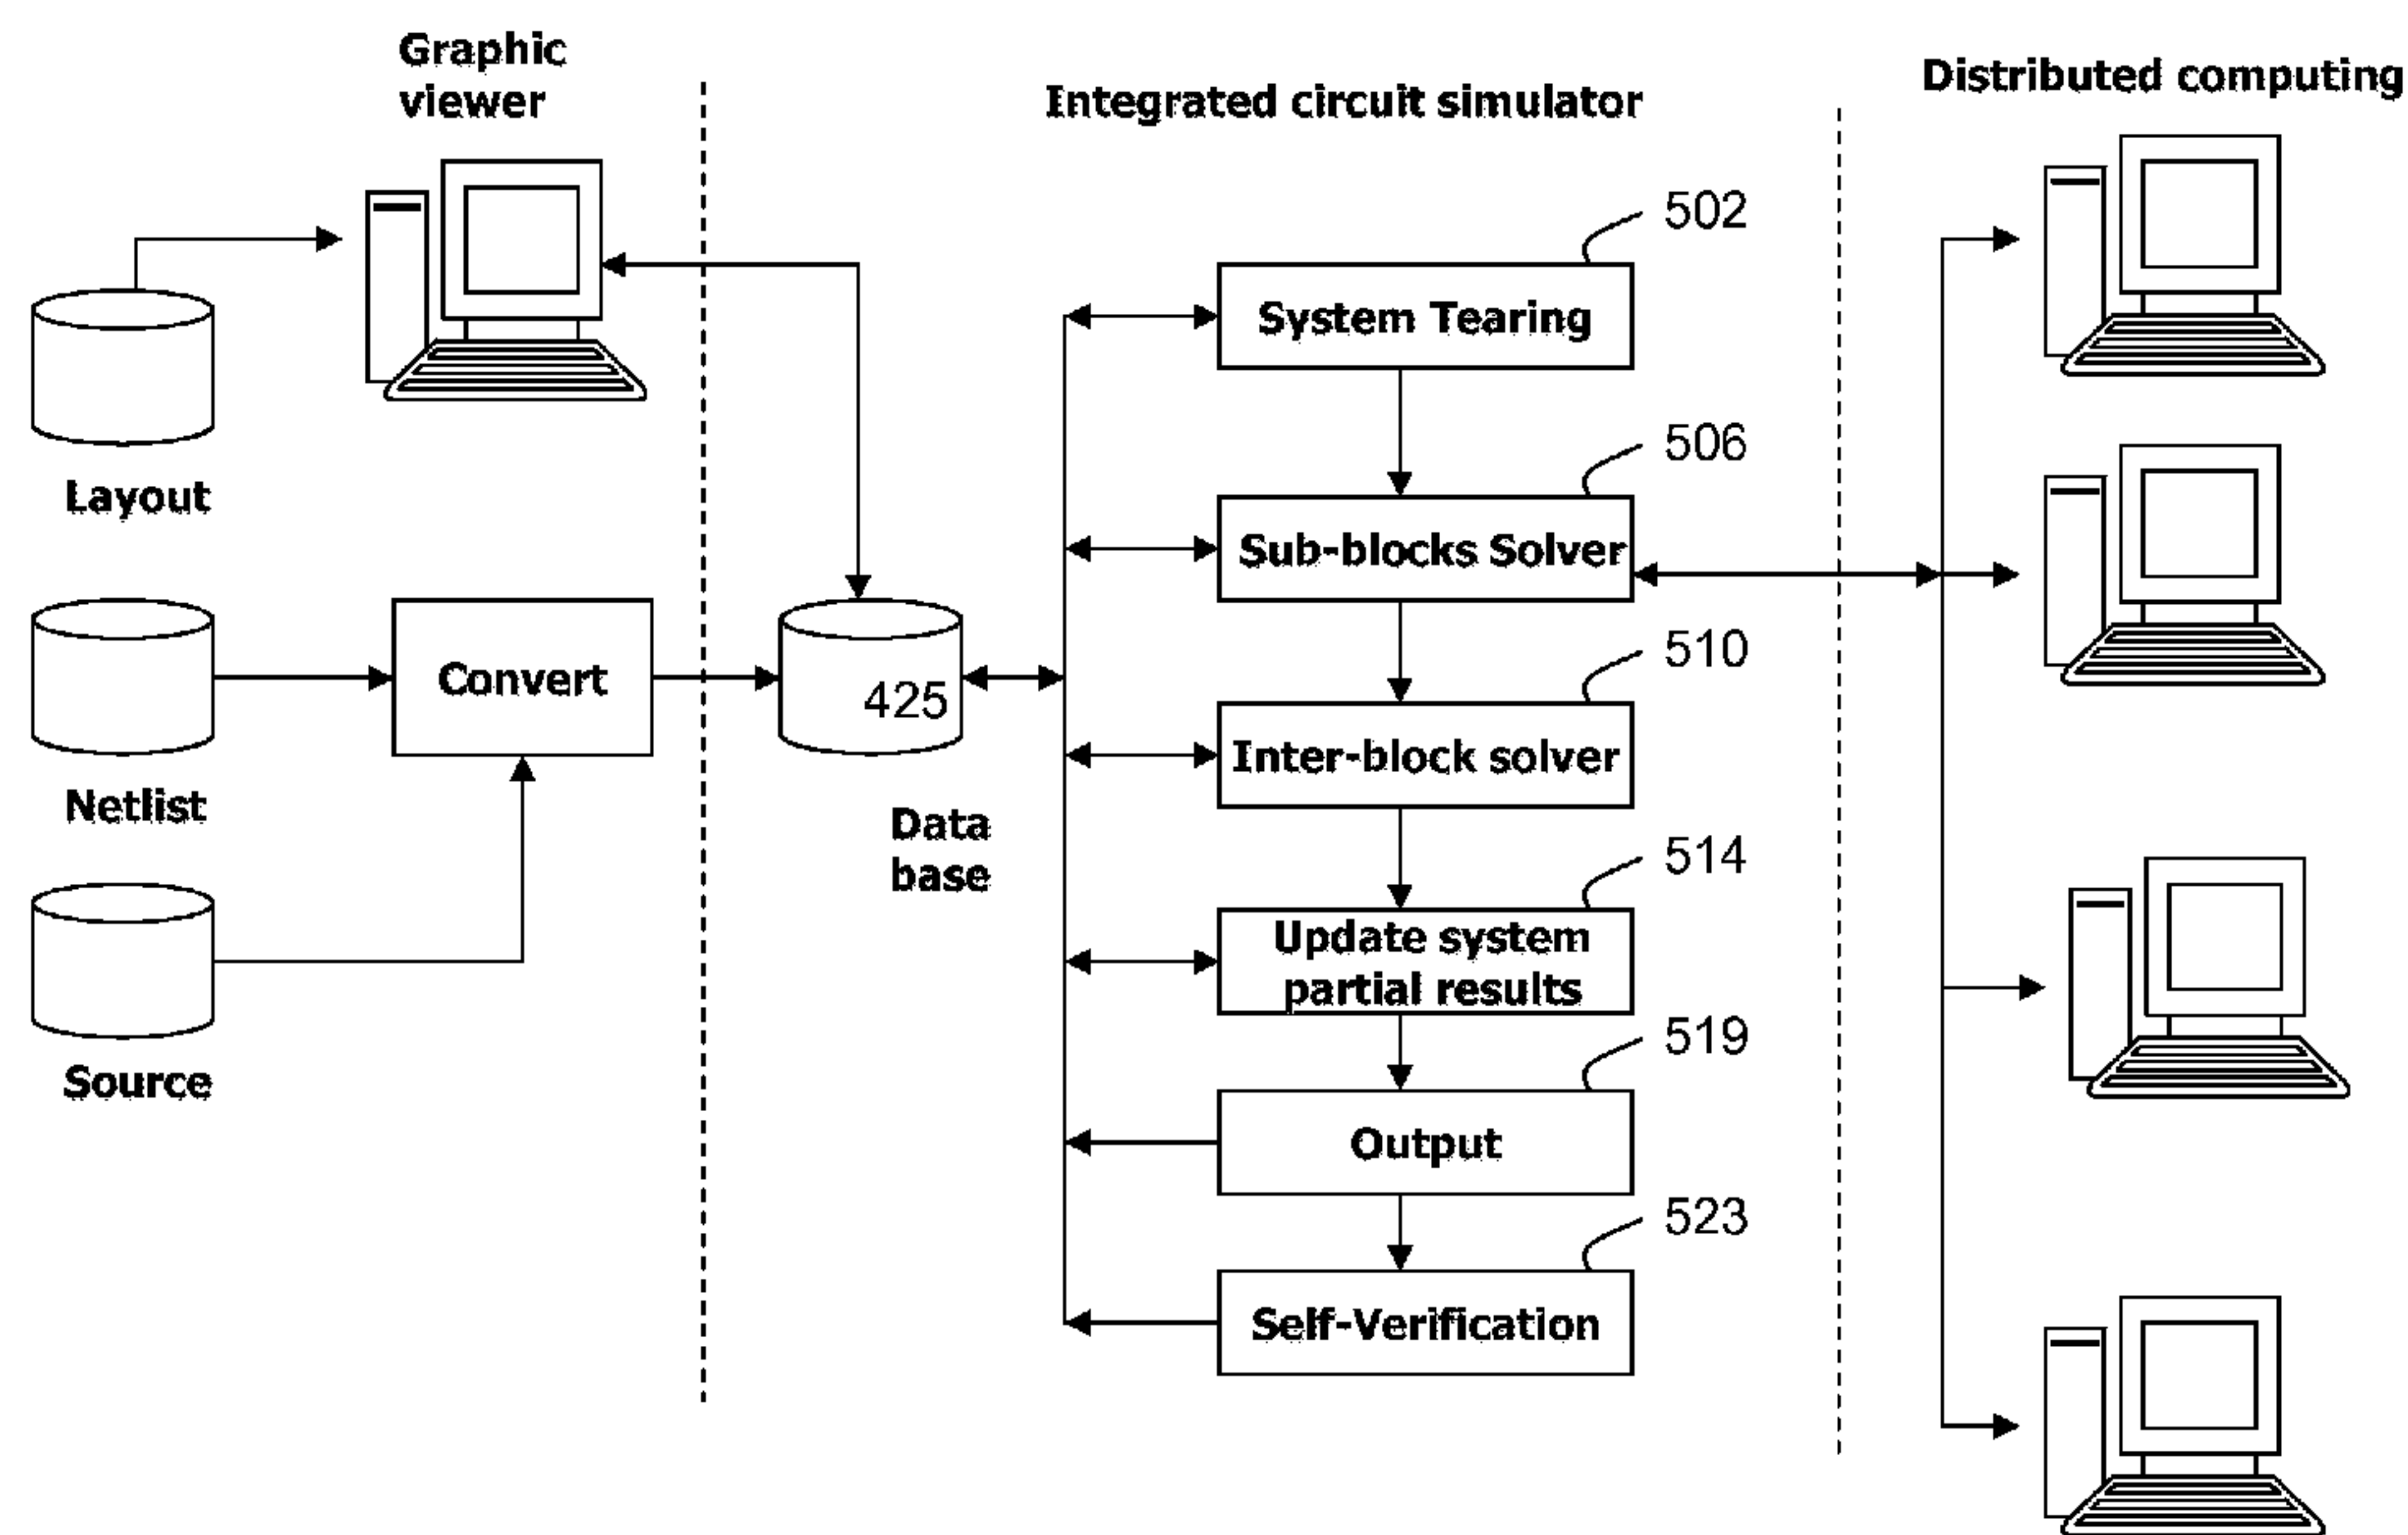 Graphic
viewer
Integrated circuit simulator
Distributed computing
502
System Tearing
506
Layout
Sub-blocks Solver
510
Convert
425
Inter-block solver
Netlist
Data
base
514
Update system
partial results
519
Source
Output
523
Self-Verification